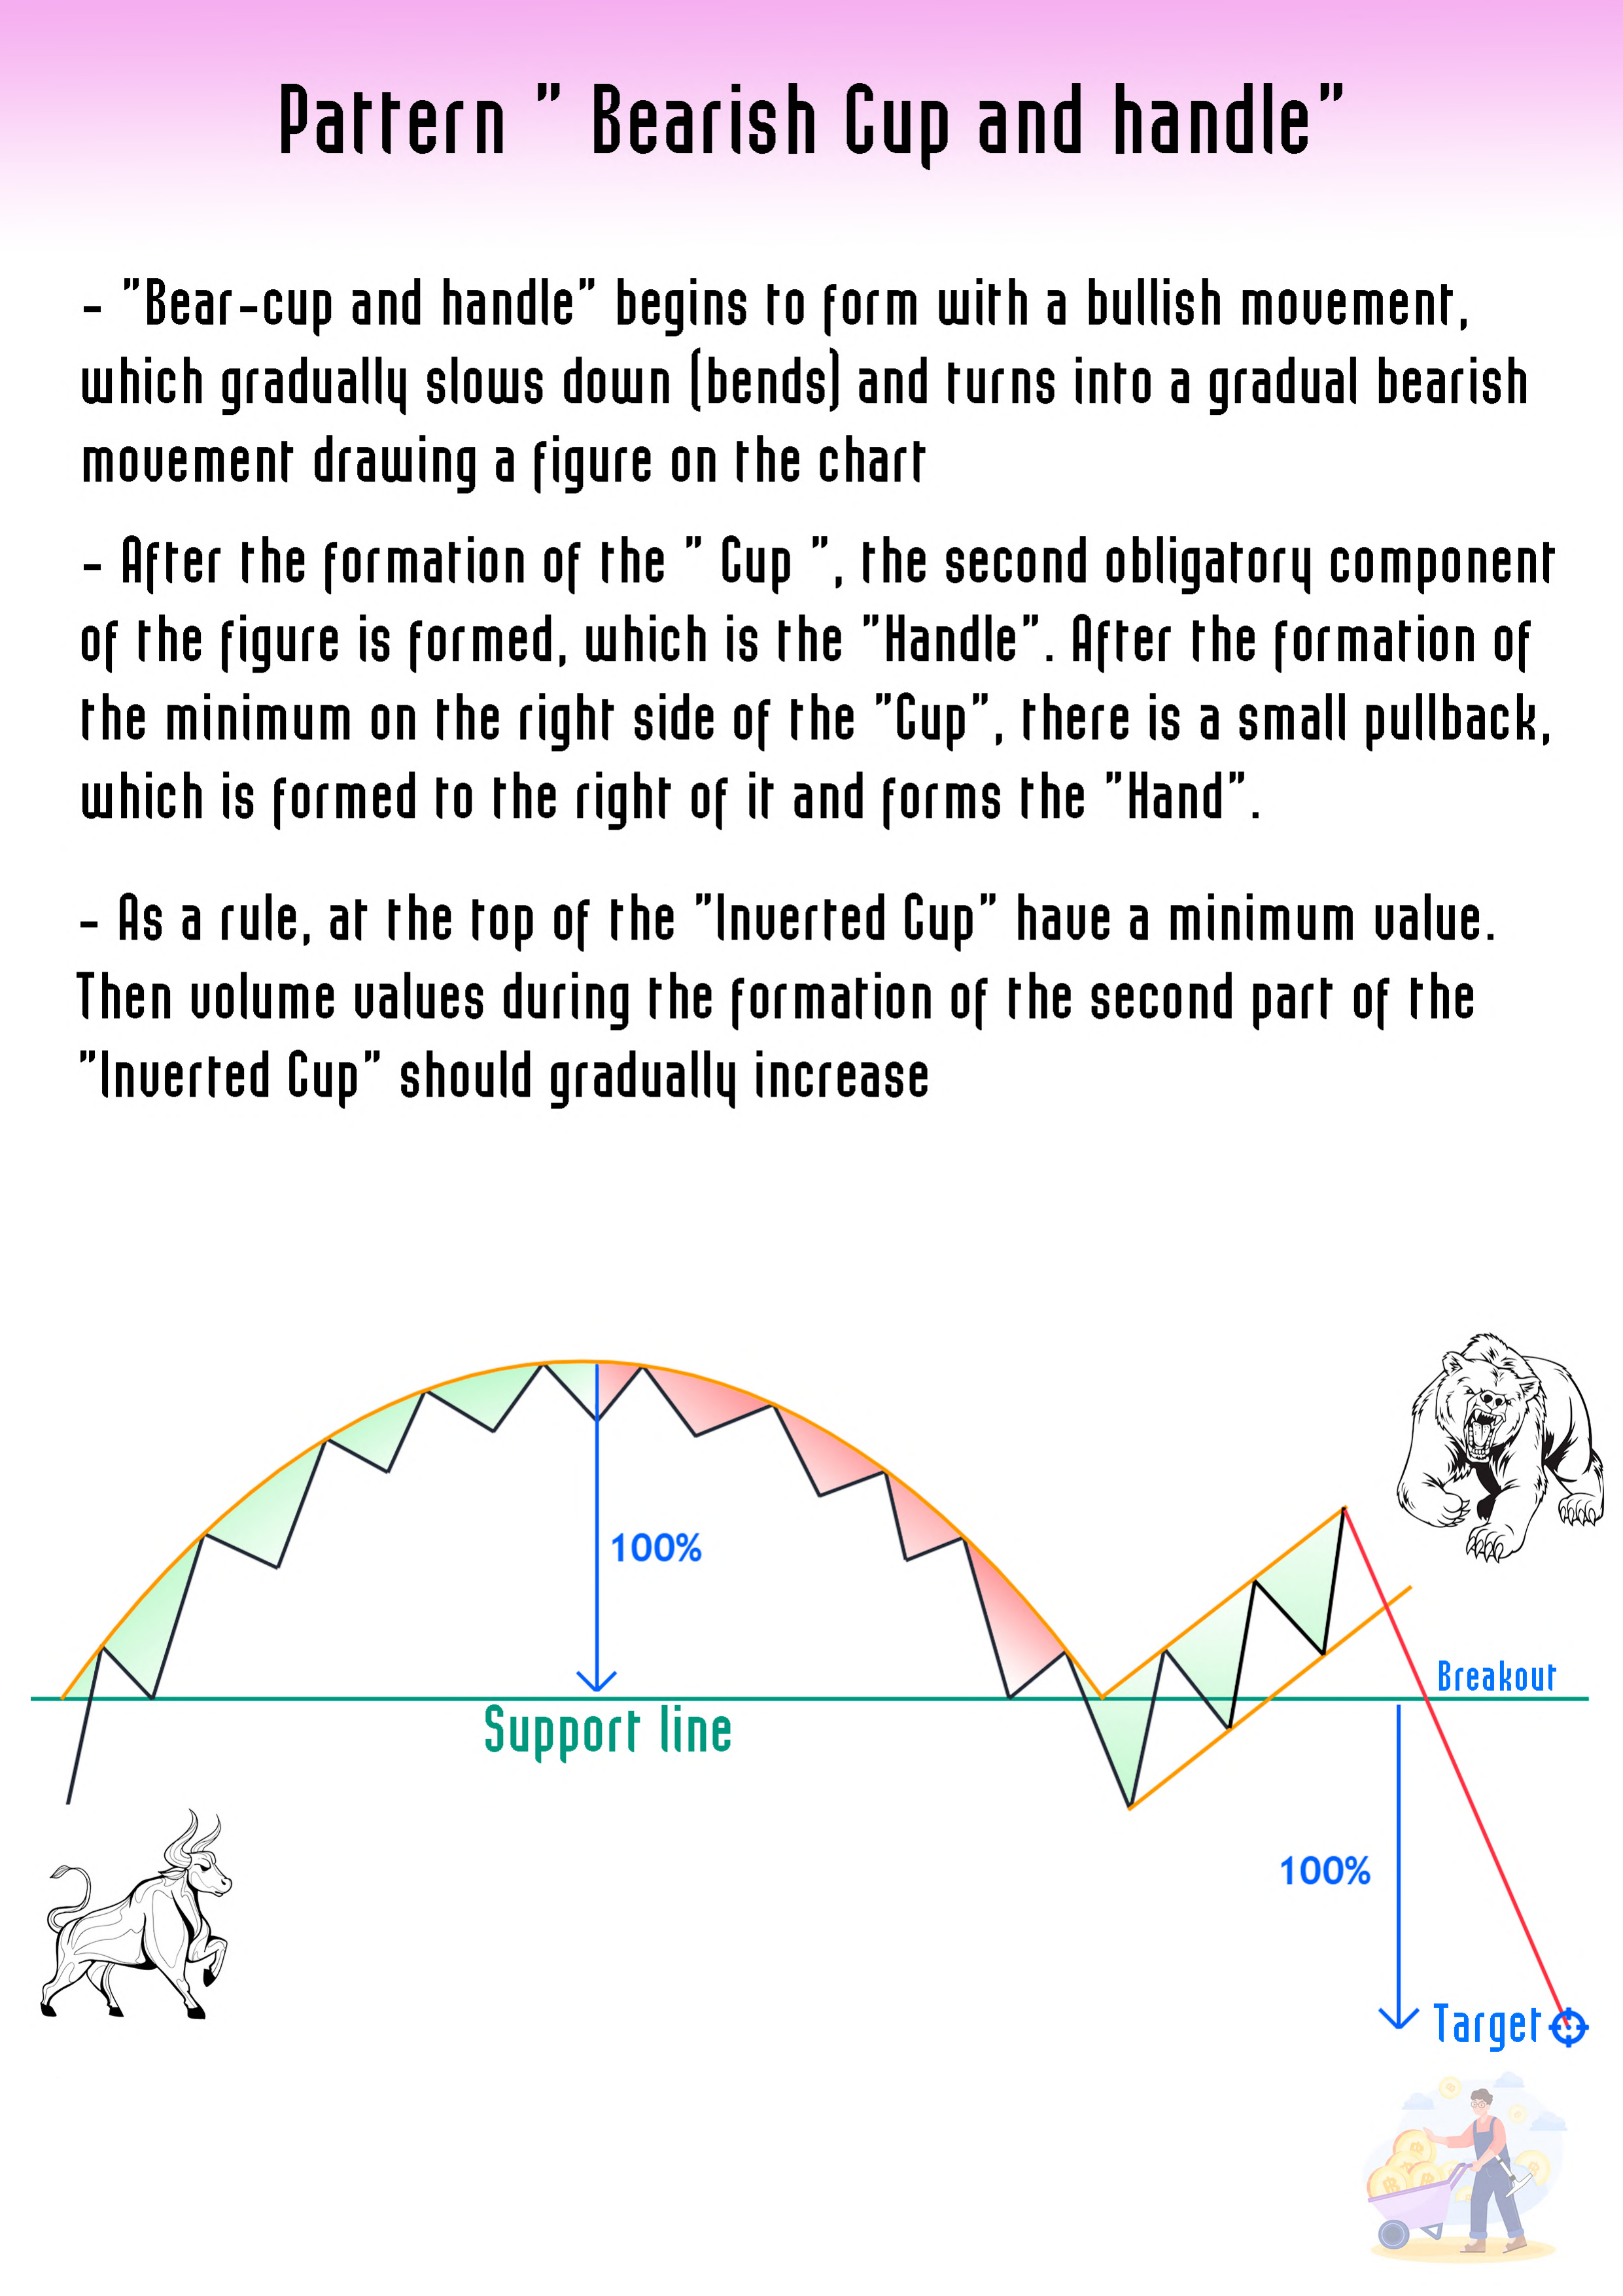 Pattern " Bearish Cup and handle"
- "Bear-cup and handle" begins to form with a bullish movement,
which gradually slows down (bends) and turns into a gradual bearish
movement drawing a figure on the chart
- After the formation of the " Cup ", the second obligatory component
of the figure is formed, which is the "Handle". After the formation of
the minimum on the right side of the "Cup", there is a small pullback,
which is formed to the right of it and forms the "Hand".
- As a rule, at the top of the "Inverted Cup" have a minimum value.
Then volume values during the formation of the second part of the
"Inverted Cup" should gradually increase
100%
Breakout
Support line
100%
Target